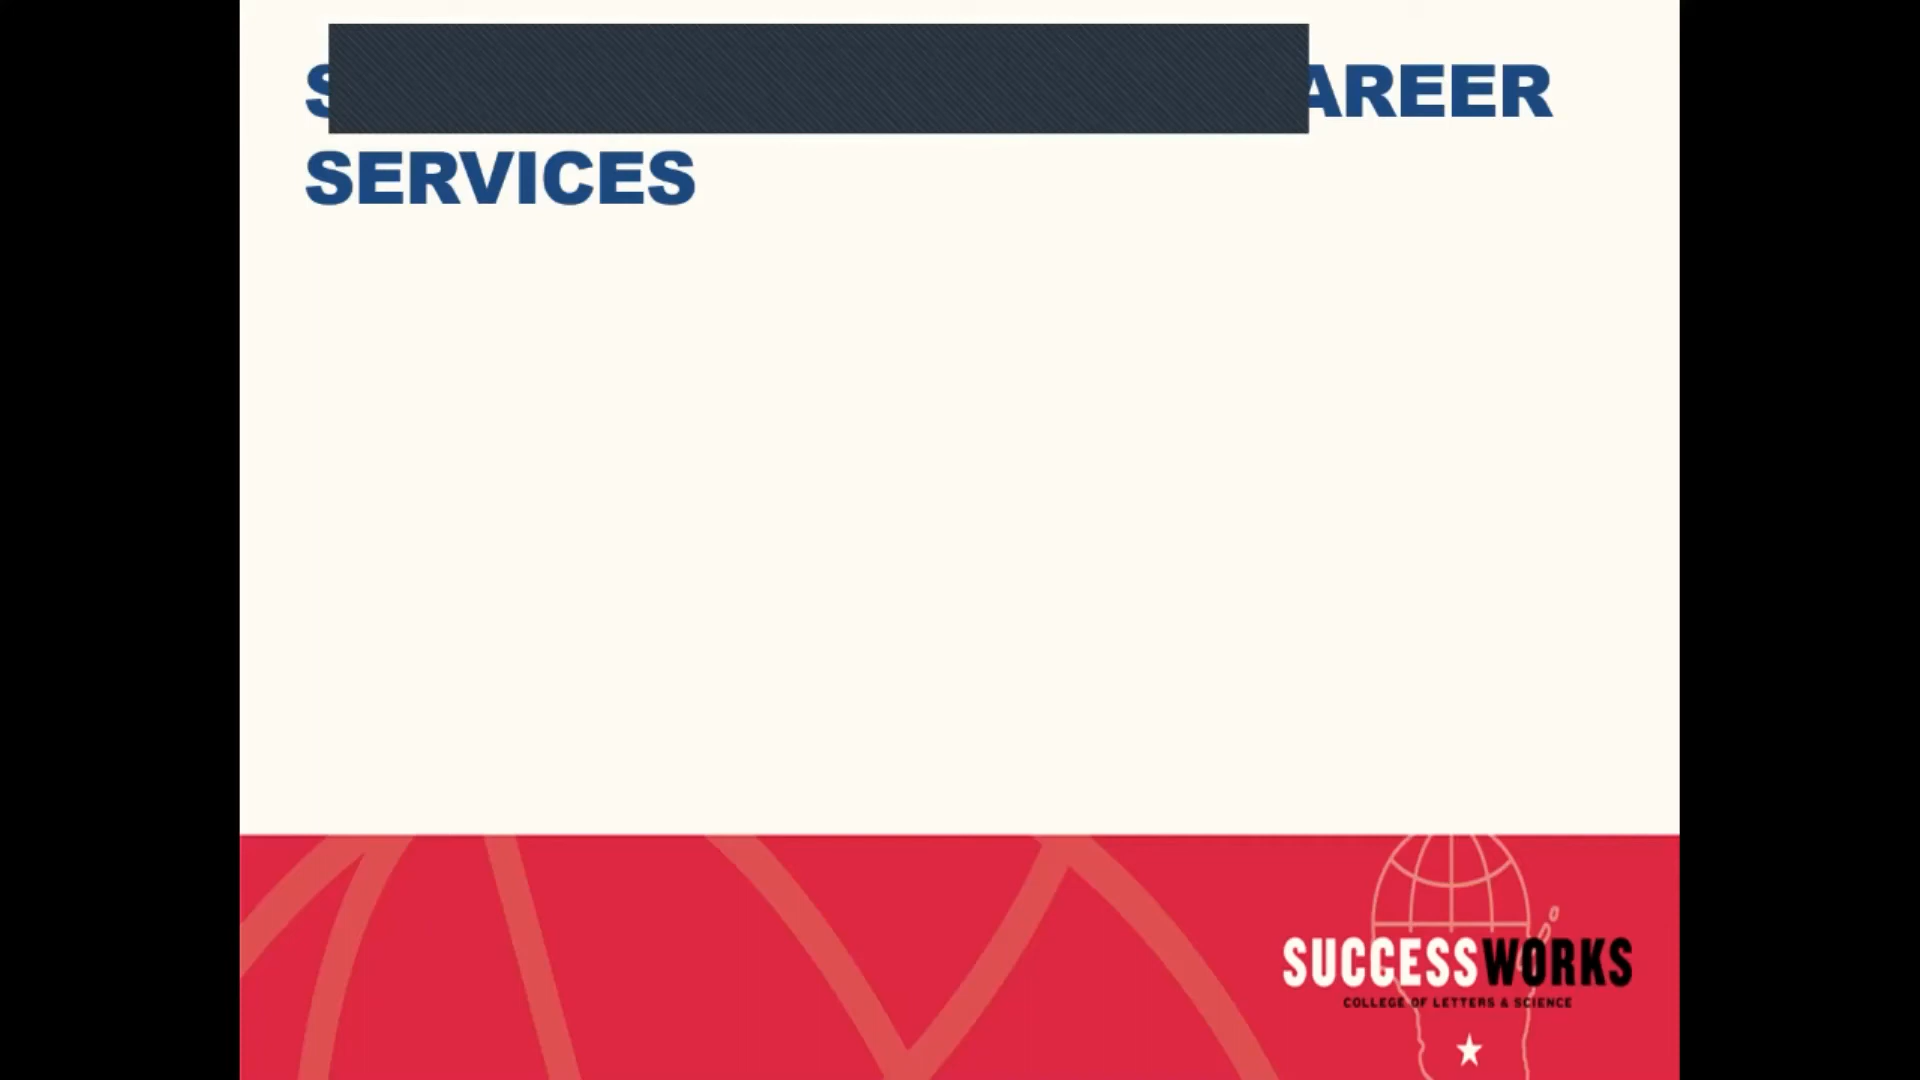 AREER
SERVICES
SUCCESSWORKS
COLLEGE OF LETTERS & SCIENCE